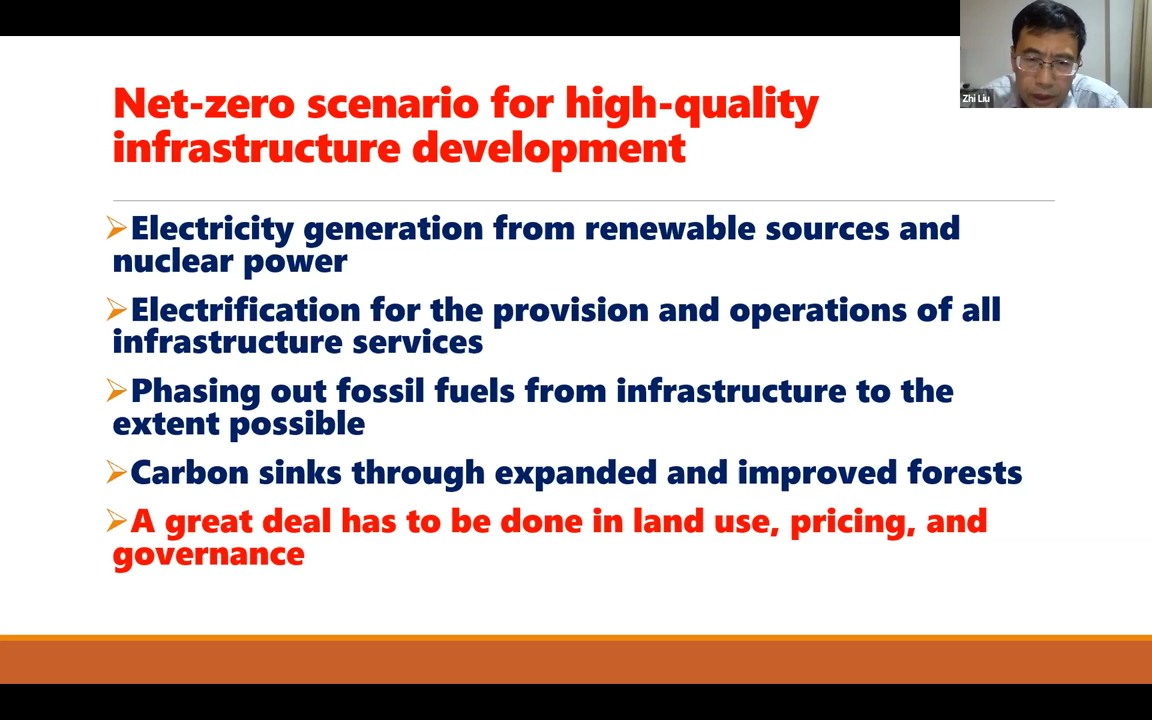 Zhi Liu
Net-zero scenario for high-quality
infrastructure development
➢Electricity generation from renewable sources and
nuclear power
➢Electrification for the provision and operations of all
infrastructure services
➢Phasing out fossil fuels from infrastructure to the
extent possible
➢Carbon sinks through expanded and improved forests
➢A great deal has to be done in land use, pricing, and
governance